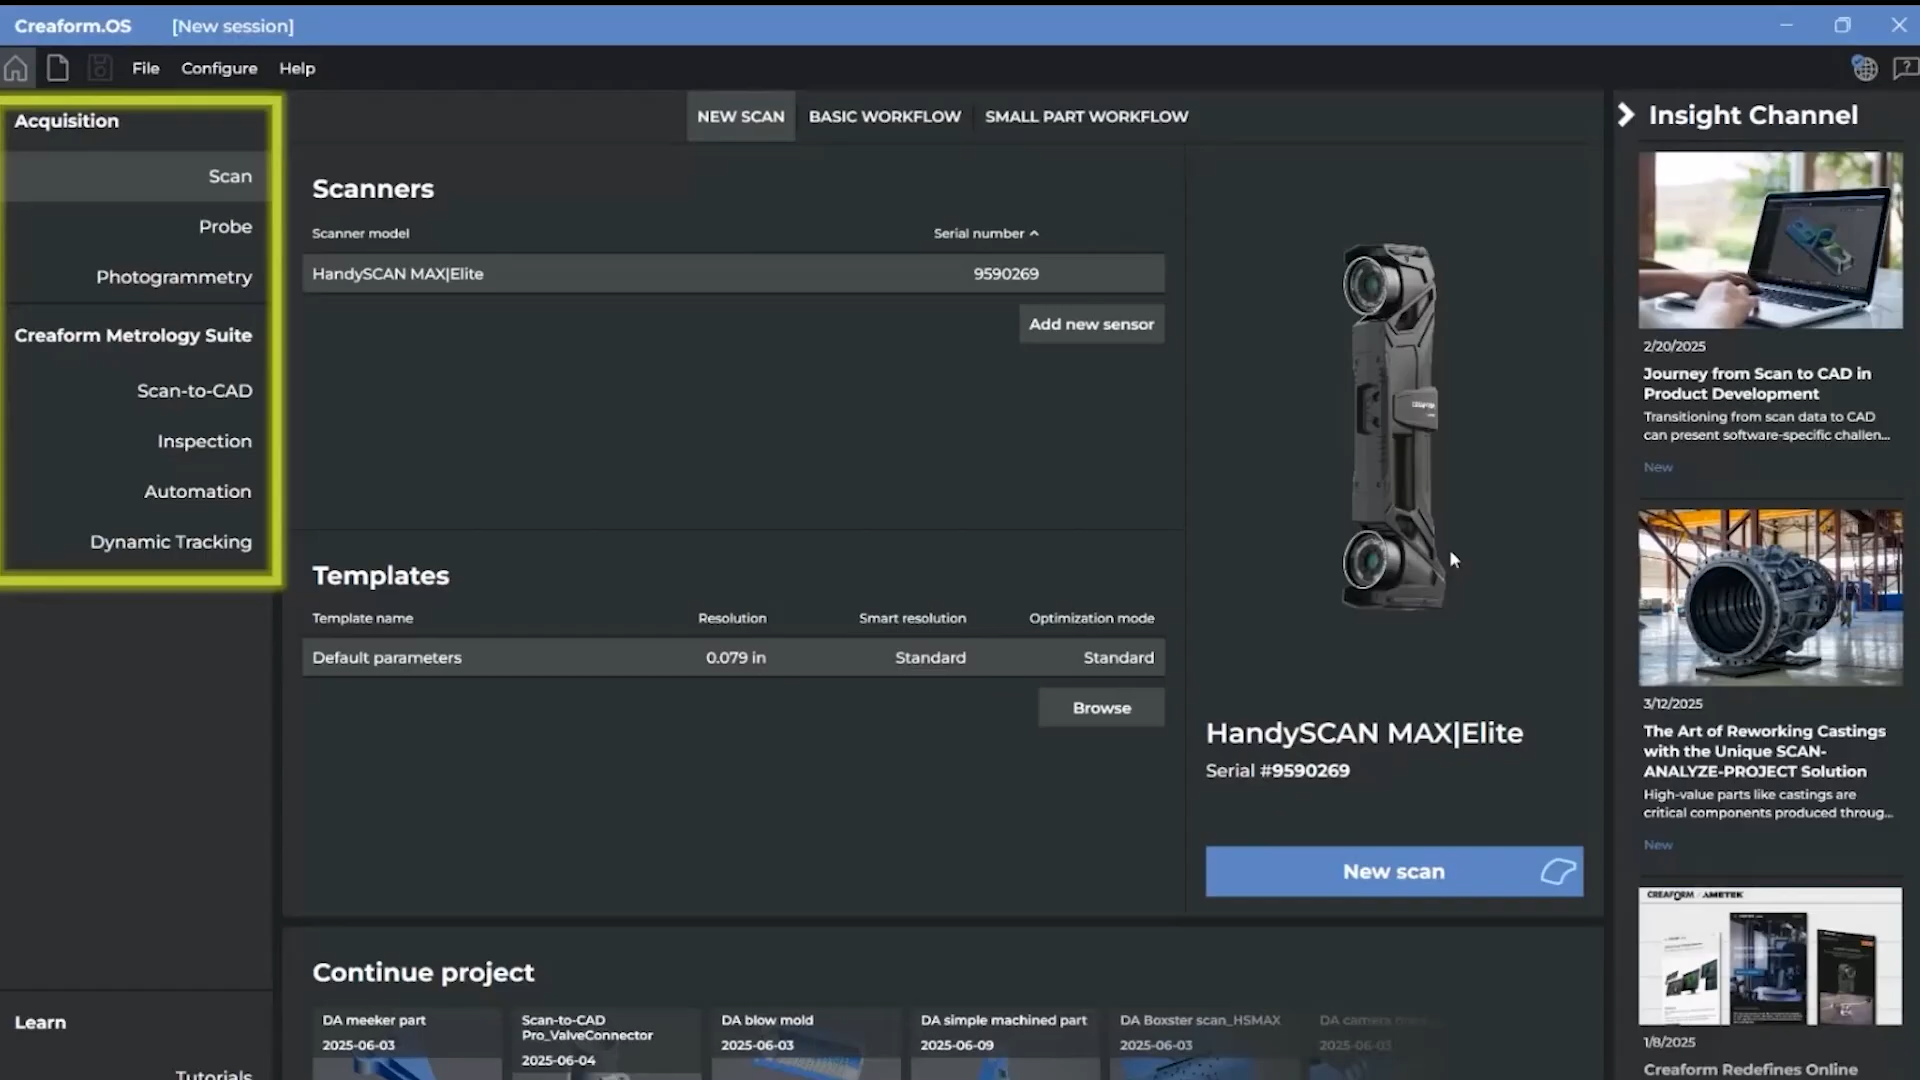 Creaform.OS [New session]
File Configure Help
Acquisition
Scan
Probe
Photogrammetry
Creaform Metrology Suite
Scan-to-CAD
Inspection
Automation
Dynamic Tracking
Learn
Tutorials
NEW SCAN BASIC WORKFLOW SMALL PART WORKFLOW
Scanners
Scanner model Serial number
HandySCAN MAX|Elite 9590269
Add new sensor
Templates
Template name Resolution Smart resolution Optimization mode
Default parameters 0.079 in Standard Standard
Browse
HandySCAN MAX|Elite
Serial #9590269
New scan
Continue project
DA meeker part
2025-06-03
Scan-to-CAD
Pro_ValveConnector
2025-06-04
DA blow mold
2025-06-03
DA simple machined part
2025-06-09
DA Boxster scan_HSMAX
2025-06-03
DA camera
2025-06-03
Insight Channel
2/20/2025
Journey from Scan to CAD in
Product Development
Transitioning from scan data to CAD
can present software-specific challen...
New
3/12/2025
The Art of Reworking Castings
with the Unique SCAN-
ANALYZE-PROJECT Solution
High-value parts like castings are
critical components produced throug...
New
CREAFORM AMETEK
1/8/2025
Creaform Redefines Online